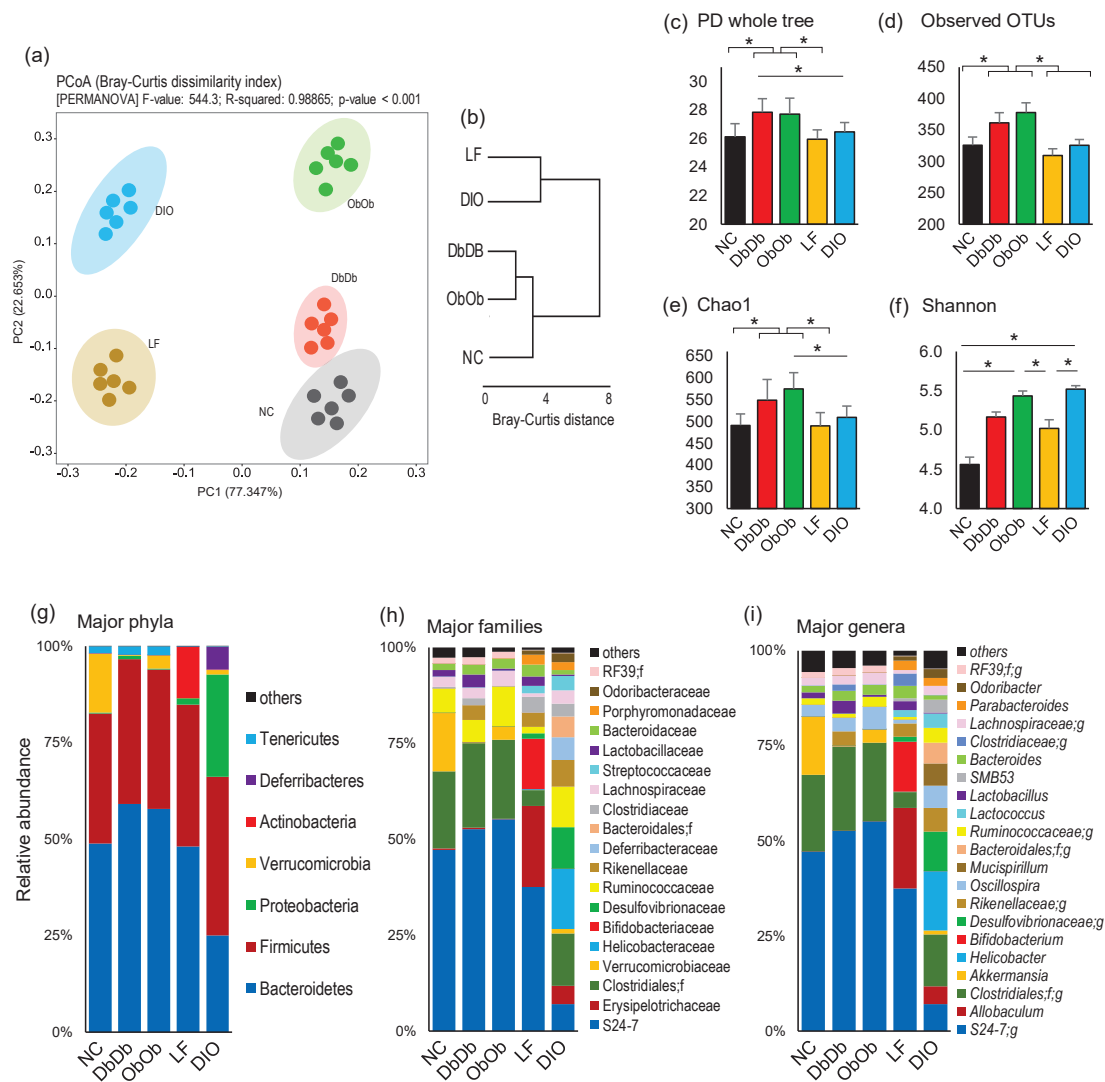 (a)
PCoA (Bray-Curtis dissimilarity index)
[PERMANOVA] F-value: 544.3; R-squared: 0.98865; p-value < 0.001
0.3
0.2
0.1
0.0
-0.1
-0.2
-0.3
PC2 (22.653%)
DIO
ObOb
DbDb
LF
NC
-0.3 -0.2 -0.1 0.0 0.1 0.2 0.3
PC1 (77.347%)
(b)
LF
DIO
DbDB
ObOb
NC
0 4 8
Bray-Curtis distance
(c) PD whole tree
* *
*
30
28
26
24
22
20
NC DbDb ObOb LF DIO
(d) Observed OTUs
* *
450
400
350
300
250
200
NC DbDb ObOb LF DIO
(e) Chao1
* *
*
650
600
550
500
450
400
350
300
NC DbDb ObOb LF DIO
(f) Shannon
*
* * *
6.0
5.5
5.0
4.5
4.0
NC DbDb ObOb LF DIO
(g) Major phyla
Relative abundance
100%
75%
50%
25%
0%
NC DbDb ObOb LF DIO
others
Tenericutes
Deferribacteres
Actinobacteria
Verrucomicrobia
Proteobacteria
Firmicutes
Bacteroidetes
(h) Major families
100%
75%
50%
25%
0%
NC DbDb ObOb LF DIO
others
RF39;f
Odoribacteraceae
Porphyromonadaceae
Bacteroidaceae
Lactobacillaceae
Streptococcaceae
Lachnospiraceae
Clostridiaceae
Bacteroidales;f
Deferribacteraceae
Rikenellaceae
Ruminococcaceae
Desulfovibrionaceae
Bifidobacteriaceae
Helicobacteraceae
Verrucomicrobiaceae
Clostridiales;f
Erysipelotrichaceae
S24-7
(i) Major genera
100%
75%
50%
25%
0%
NC DbDb ObOb LF DIO
others
RF39;f;g
Odoribacter
Parabacteroides
Lachnospiraceae;g
Clostridiaceae;g
Bacteroides
SMB53
Lactobacillus
Lactococcus
Ruminococcaceae;g
Bacteroidales;f;g
Mucispirillum
Oscillospira
Rikenellaceae;g
Desulfovibrionaceae;g
Bifidobacterium
Helicobacter
Akkermansia
Clostridiales;f;g
Allobaculum
S24-7;g